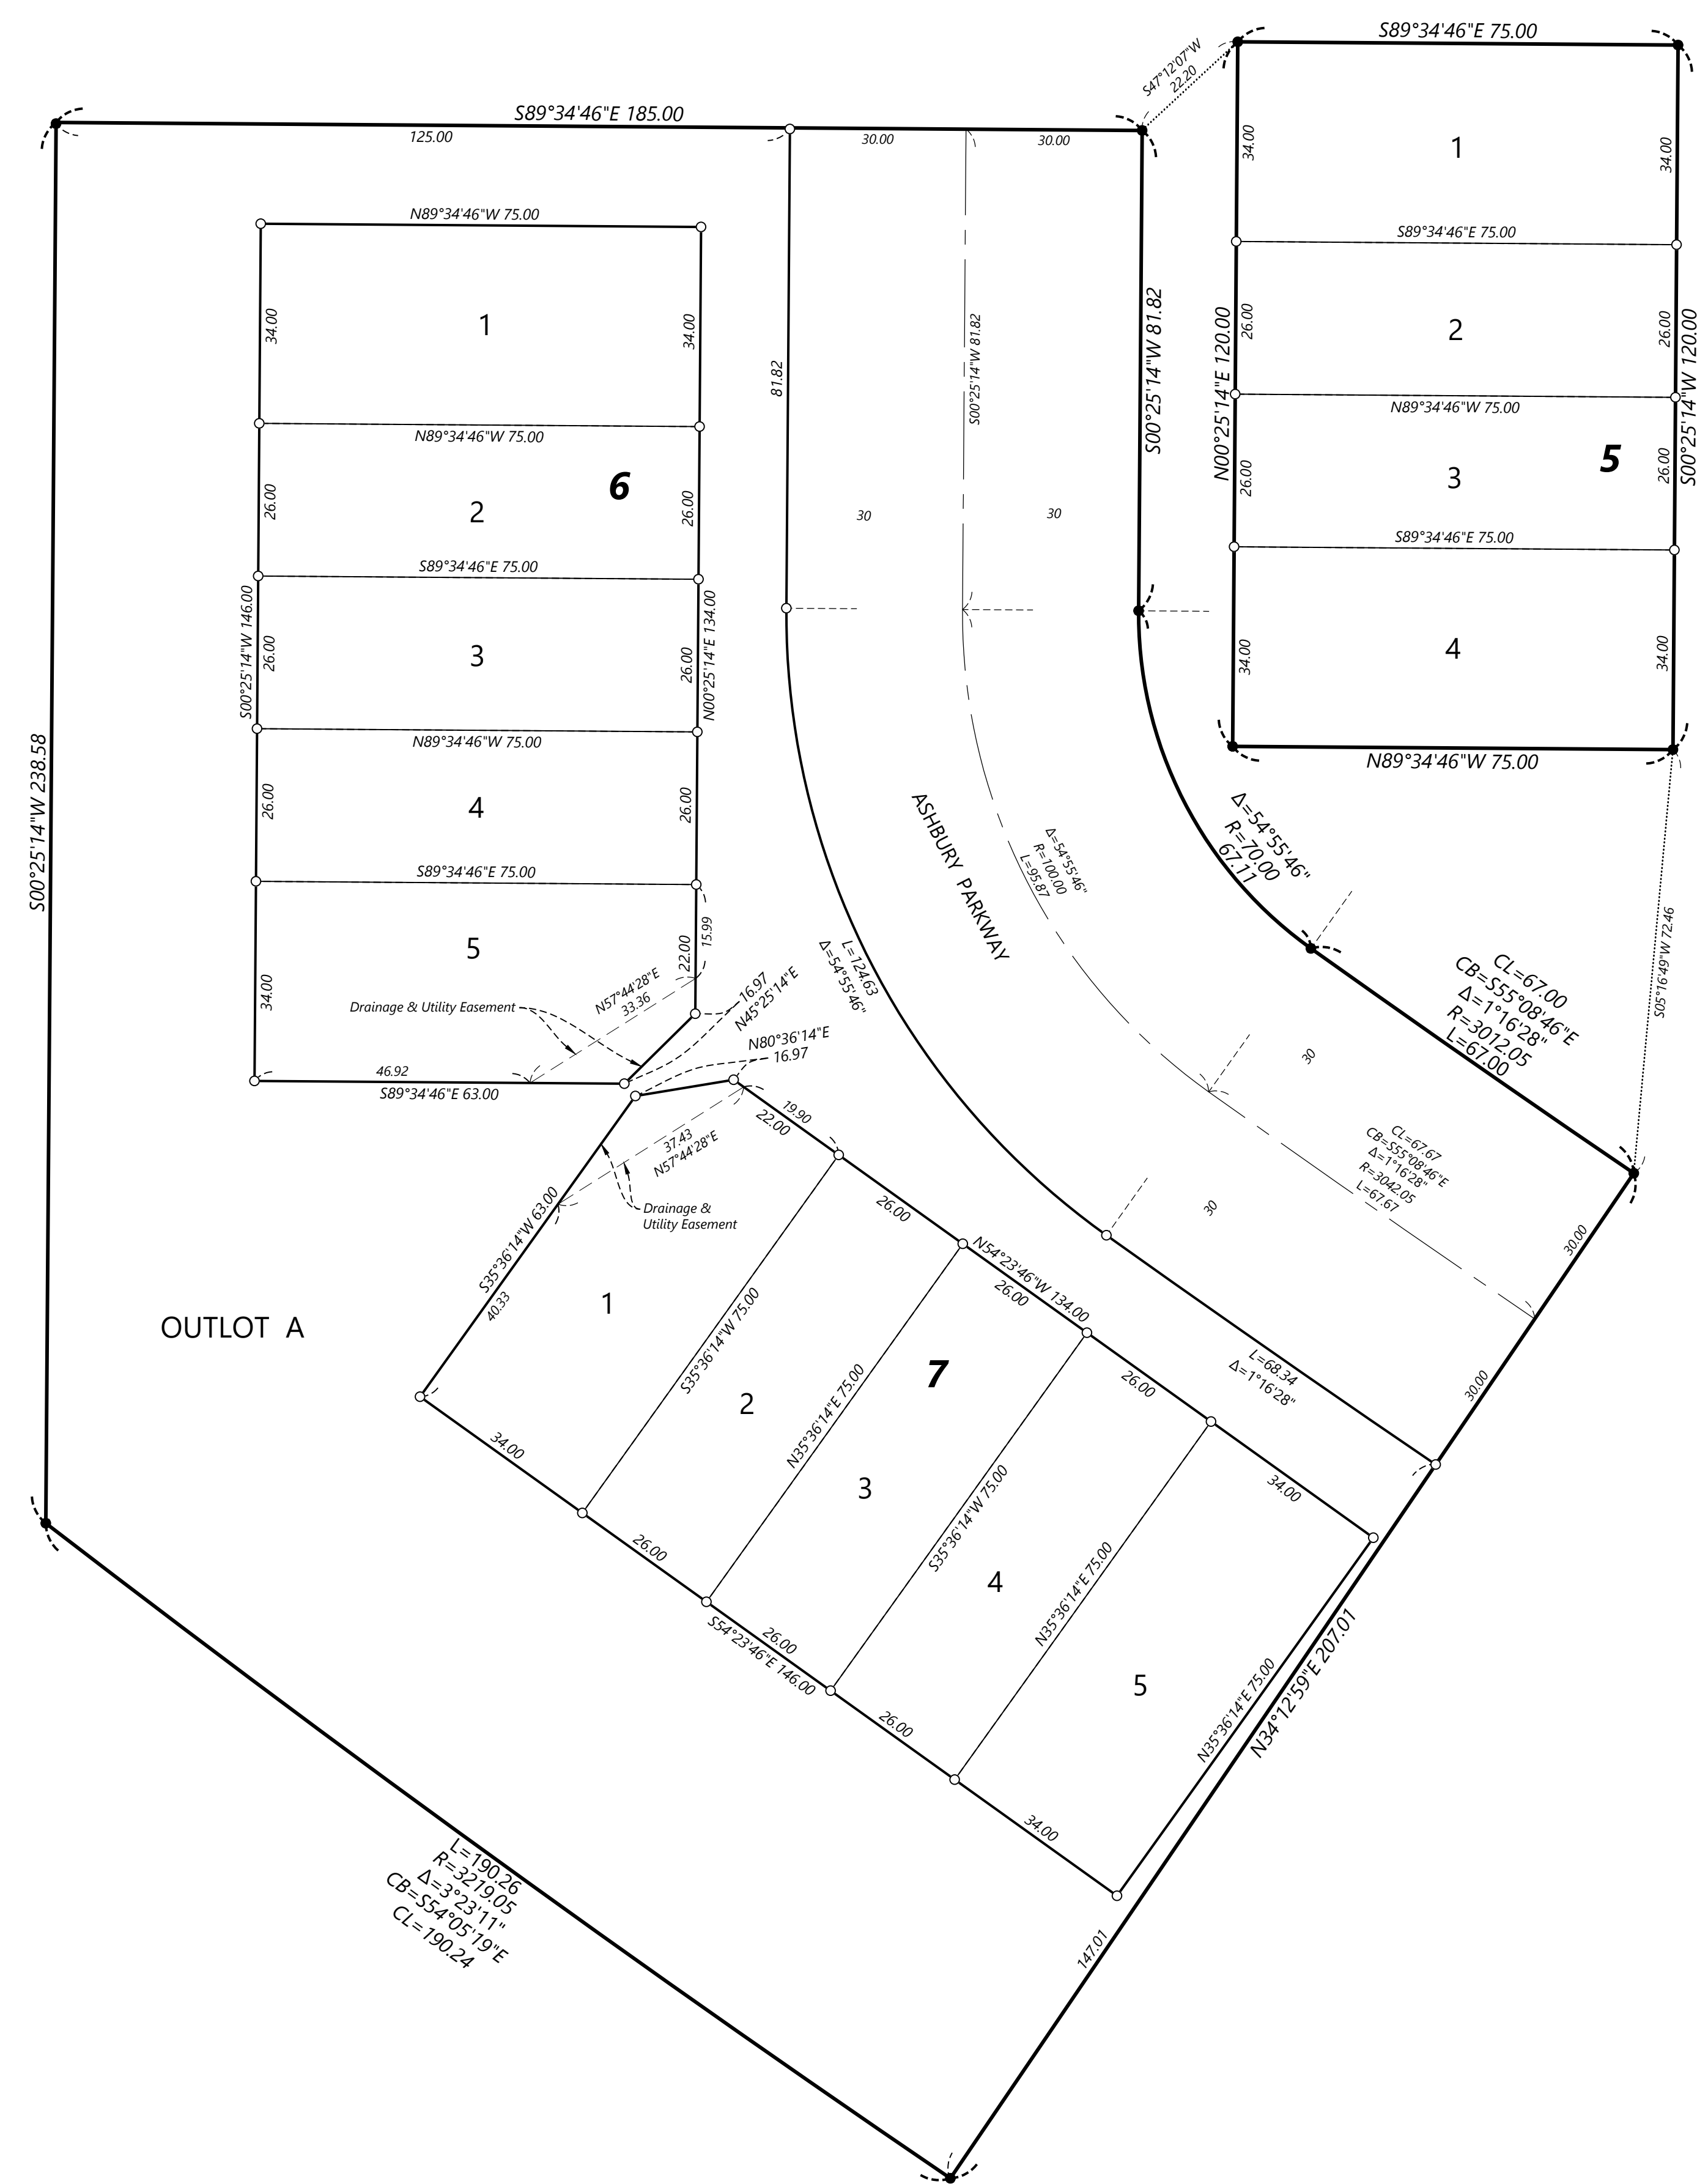 S89°34'46"E 75.00
S47°12'07"W
22.20
S89°34'46"E 185.00
125.00
30.00
30.00
34.00
1
34.00
S89°34'46"E 75.00
26.00
2
26.00
N89°34'46"W 75.00
N00°25'14"E 120.00
S00°25'14"W 120.00
26.00
3
5
26.00
S89°34'46"E 75.00
34.00
4
34.00
N89°34'46"W 75.00
N89°34'46"W 75.00
34.00
1
34.00
N89°34'46"W 75.00
26.00
2
6
26.00
S89°34'46"E 75.00
S00°25'14"W 146.00
N00°25'14"E 134.00
26.00
3
26.00
N89°34'46"W 75.00
26.00
4
26.00
S89°34'46"E 75.00
34.00
5
22.00
15.99
N57°44'28"E
33.36
Drainage & Utility Easement
16.97
N45°25'14"E
46.92
S89°34'46"E 63.00
N80°36'14"E
16.97
81.82
S00°25'14"W 81.82
S00°25'14"W 81.82
30
30
ASHBURY PARKWAY
Δ=54°55'46"
R=100.00
L=95.87
L=124.63
Δ=54°55'46"
Δ=54°55'46"
R=70.00
67.11
CL=67.00
CB=S55°08'46"E
Δ=1°16'28"
R=3012.05
L=67.00
S05°16'49"W 72.46
30
30
CL=67.67
CB=S55°08'46"E
Δ=1°16'28"
R=3042.05
L=67.67
30.00
30.00
L=68.34
Δ=1°16'28"
S00°25'14"W 238.58
OUTLOT A
19.90
22.00
37.43
N57°44'28"E
Drainage &
Utility Easement
S35°36'14"W 63.00
40.33
1
26.00
N54°23'46"W 134.00
26.00
26.00
34.00
S35°36'14"W 75.00
2
7
N35°36'14"E 75.00
3
S35°36'14"W 75.00
4
N35°36'14"E 75.00
5
N35°36'14"E 75.00
34.00
26.00
26.00
S54°23'46"E 146.00
26.00
34.00
N34°12'59"E 207.01
147.01
L=190.26
R=3219.05
Δ=3°23'11"
CB=S54°05'19"E
CL=190.24